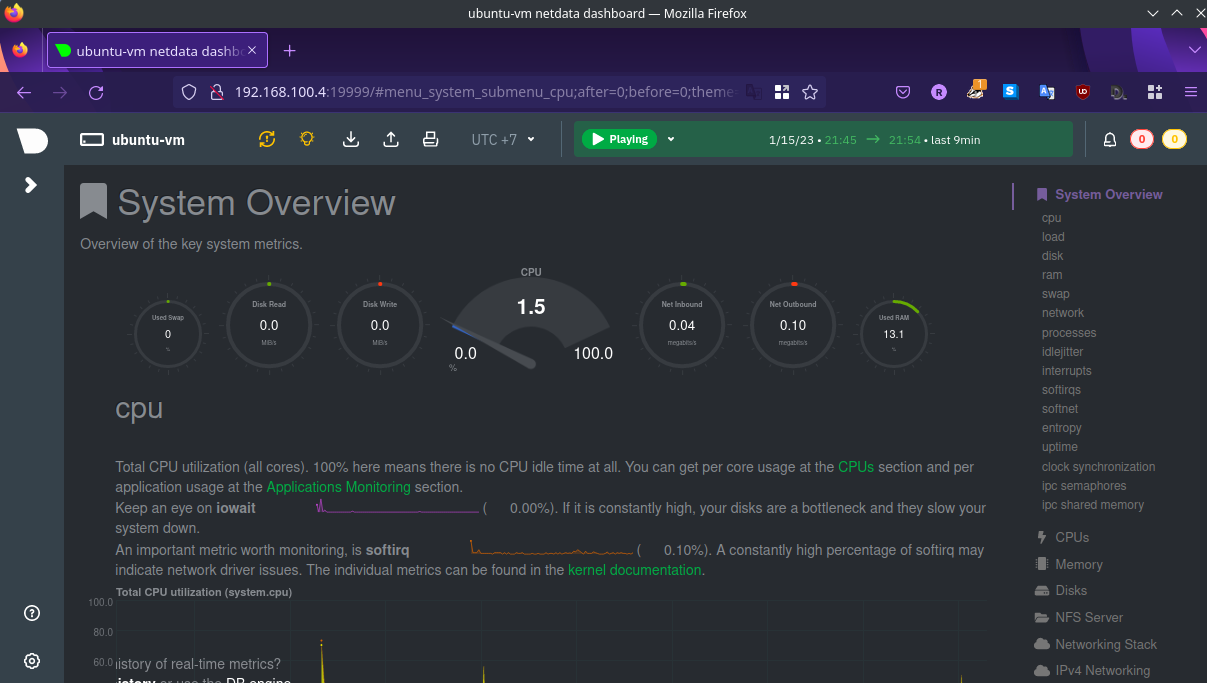 ubuntu-vm netdata dashboard — Mozilla Firefox
ubuntu-vm netdata dashb
192.168.100.4:19999/#menu_system_submenu_cpu;after=0;before=0;theme=
ubuntu-vm
UTC +7
Playing
1/15/23 • 21:45 → 21:54 • last 9min
0
0
System Overview
Overview of the key system metrics.
Used Swap
0
%
Disk Read
0.0
MiB/s
Disk Write
0.0
MiB/s
CPU
1.5
0.0
100.0
%
Net Inbound
0.04
megabits/s
Net Outbound
0.10
megabits/s
Used RAM
13.1
%
cpu
Total CPU utilization (all cores). 100% here means there is no CPU idle time at all. You can get per core usage at the CPUs section and per
application usage at the Applications Monitoring section.
Keep an eye on iowait ( 0.00%). If it is constantly high, your disks are a bottleneck and they slow your
system down.
An important metric worth monitoring, is softirq ( 0.10%). A constantly high percentage of softirq may
indicate network driver issues. The individual metrics can be found in the kernel documentation.
Total CPU utilization (system.cpu)
100.0
80.0
60.0
istory of real-time metrics?
istory or use the DB engine
System Overview
cpu
load
disk
ram
swap
network
processes
idlejitter
interrupts
softirqs
softnet
entropy
uptime
clock synchronization
ipc semaphores
ipc shared memory
CPUs
Memory
Disks
NFS Server
Networking Stack
IPv4 Networking